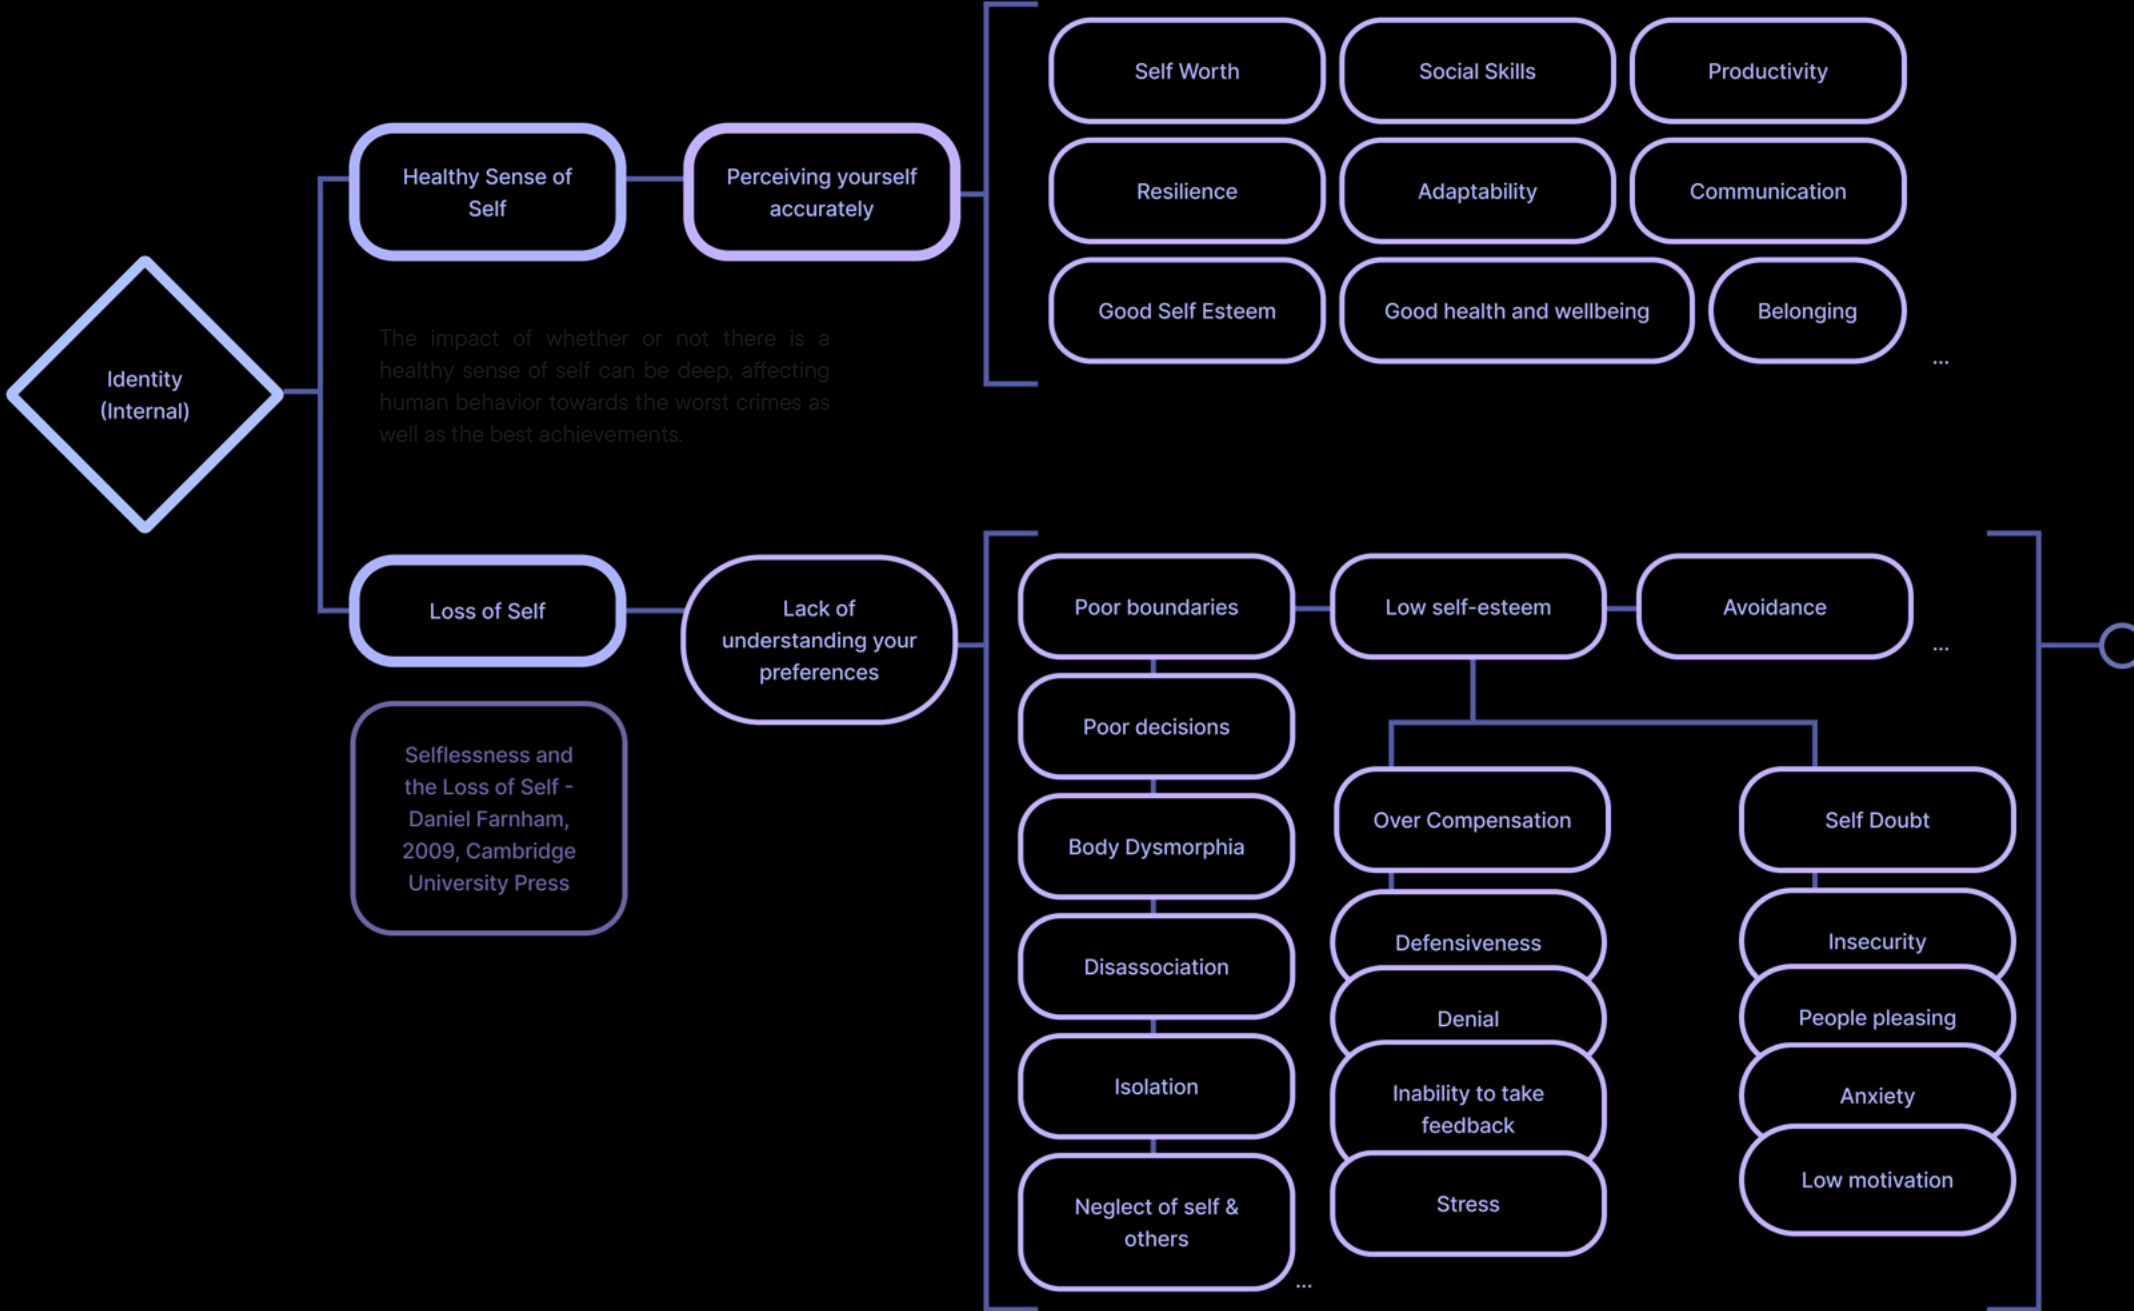 Identity
(Internal)
Healthy Sense of
Self
Perceiving yourself
accurately
Self Worth
Social Skills
Productivity
Resilience
Adaptability
Communication
Good Self Esteem
Good health and wellbeing
Belonging
...
The impact of whether or not there is a
healthy sense of self can be deep, affecting
human behavior towards the worst crimes as
well as the best achievements.
Loss of Self
Lack of
understanding your
preferences
Selflessness and
the Loss of Self -
Daniel Farnham,
2009, Cambridge
University Press
Poor boundaries
Low self-esteem
Avoidance
...
Poor decisions
Body Dysmorphia
Disassociation
Isolation
Neglect of self &
others
...
Over Compensation
Defensiveness
Denial
Inability to take
feedback
Stress
Self Doubt
Insecurity
People pleasing
Anxiety
Low motivation